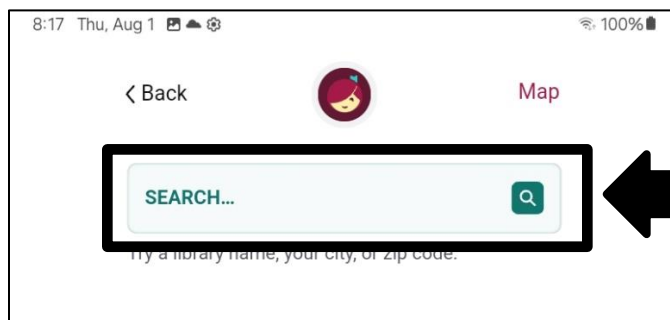 8:17 Thu, Aug 1 100%
< Back Map
SEARCH...
Try a library name, your city, or zip code.